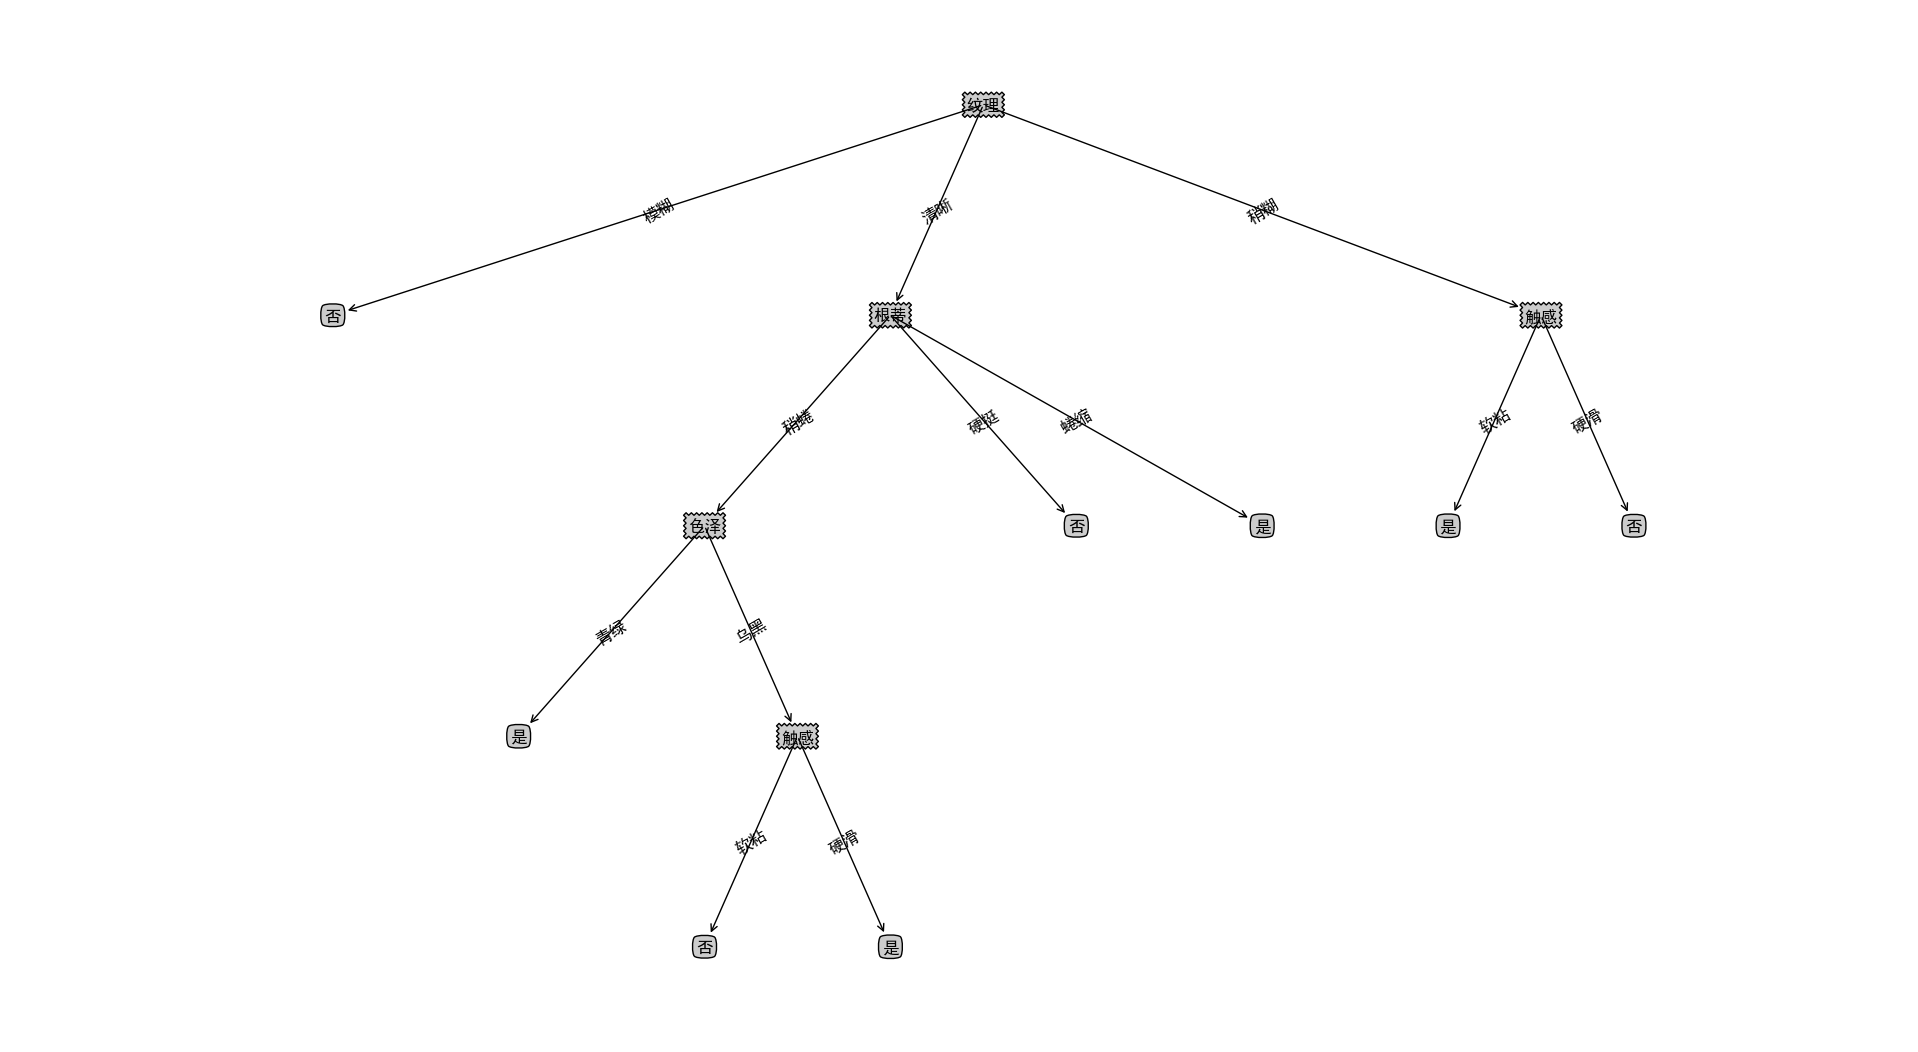 纹理
模糊
清晰
稍糊
否
根蒂
触感
稍蜷
硬挺
蜷缩
软粘
硬滑
色泽
否
是
是
否
青绿
乌黑
是
触感
软粘
硬滑
否
是